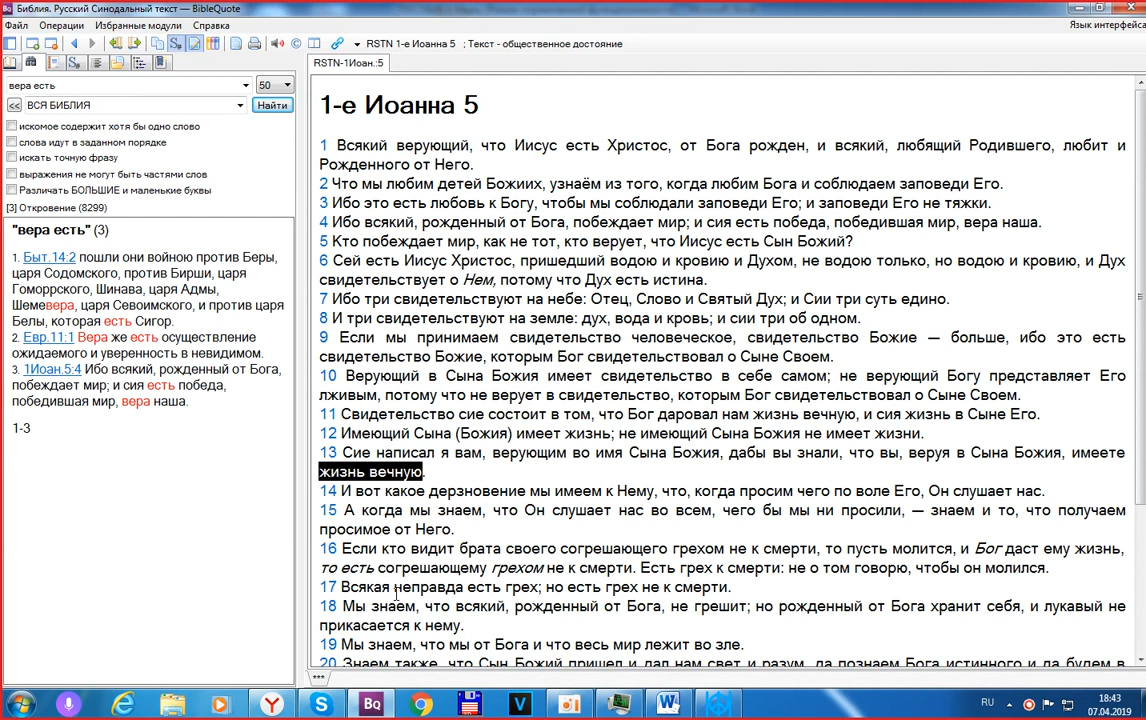 Библия. Русский Синодальный текст — BibleQuote
Файл Операции Избранные модули Справка
Язык интерфейса
RSTN 1-е Иоанна 5 ; Текст - общественное достояние
RSTN-1Иоан.:5
вера есть 50
<< ВСЯ БИБЛИЯ Найти
искомое содержит хотя бы одно слово
слова идут в заданном порядке
искать точную фразу
выражения не могут быть частями слов
Различать БОЛЬШИЕ и маленькие буквы
[3] Откровение (8299)
"вера есть" (3)
1. Быт.14:2 пошли они войною против Беры,
царя Содомского, против Бирши, царя
Гоморрского, Шинава, царя Адмы,
Шемевера, царя Севоимского, и против царя
Белы, которая есть Сигор.
2. Евр.11:1 Вера же есть осуществление
ожидаемого и уверенность в невидимом.
3. 1Иоан.5:4 Ибо всякий, рожденный от Бога,
побеждает мир; и сия есть победа,
победившая мир, вера наша.
1-3
1-е Иоанна 5
1 Всякий верующий, что Иисус есть Христос, от Бога рожден, и всякий, любящий Родившего, любит и
Рожденного от Него.
2 Что мы любим детей Божиих, узнаём из того, когда любим Бога и соблюдаем заповеди Его.
3 Ибо это есть любовь к Богу, чтобы мы соблюдали заповеди Его; и заповеди Его не тяжки.
4 Ибо всякий, рожденный от Бога, побеждает мир; и сия есть победа, победившая мир, вера наша.
5 Кто побеждает мир, как не тот, кто верует, что Иисус есть Сын Божий?
6 Сей есть Иисус Христос, пришедший водою и кровию и Духом, не водою только, но водою и кровию, и Дух
свидетельствует о Нем, потому что Дух есть истина.
7 Ибо три свидетельствуют на небе: Отец, Слово и Святый Дух; и Сии три суть едино.
8 И три свидетельствуют на земле: дух, вода и кровь; и сии три об одном.
9 Если мы принимаем свидетельство человеческое, свидетельство Божие — больше, ибо это есть
свидетельство Божие, которым Бог свидетельствовал о Сыне Своем.
10 Верующий в Сына Божия имеет свидетельство в себе самом; не верующий Богу представляет Его
лживым, потому что не верует в свидетельство, которым Бог свидетельствовал о Сыне Своем.
11 Свидетельство сие состоит в том, что Бог даровал нам жизнь вечную, и сия жизнь в Сыне Его.
12 Имеющий Сына (Божия) имеет жизнь; не имеющий Сына Божия не имеет жизни.
13 Сие написал я вам, верующим во имя Сына Божия, дабы вы знали, что вы, веруя в Сына Божия, имеете
жизнь вечную.
14 И вот какое дерзновение мы имеем к Нему, что, когда просим чего по воле Его, Он слушает нас.
15 А когда мы знаем, что Он слушает нас во всем, чего бы мы ни просили, — знаем и то, что получаем
просимое от Него.
16 Если кто видит брата своего согрешающего грехом не к смерти, то пусть молится, и Бог даст ему жизнь,
то есть согрешающему грехом не к смерти. Есть грех к смерти: не о том говорю, чтобы он молился.
17 Всякая неправда есть грех; но есть грех не к смерти.
18 Мы знаем, что всякий, рожденный от Бога, не грешит; но рожденный от Бога хранит себя, и лукавый не
прикасается к нему.
19 Мы знаем, что мы от Бога и что весь мир лежит во зле.
20 Знаем также, что Сын Божий пришел и дал нам свет и разум, да познаем Бога истинного и да будем в
RU
18:43
07.04.2019